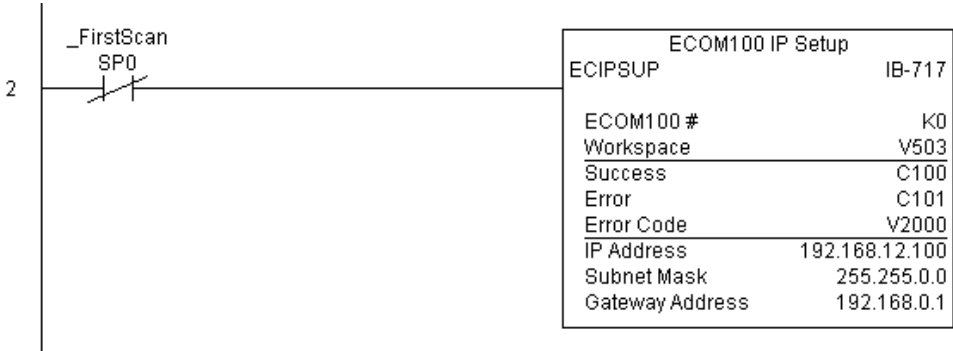 _FirstScan
SP0
2
ECOM100 IP Setup
ECIPSUP IB-717
ECOM100 # K0
Workspace V503
Success C100
Error C101
Error Code V2000
IP Address 192.168.12.100
Subnet Mask 255.255.0.0
Gateway Address 192.168.0.1